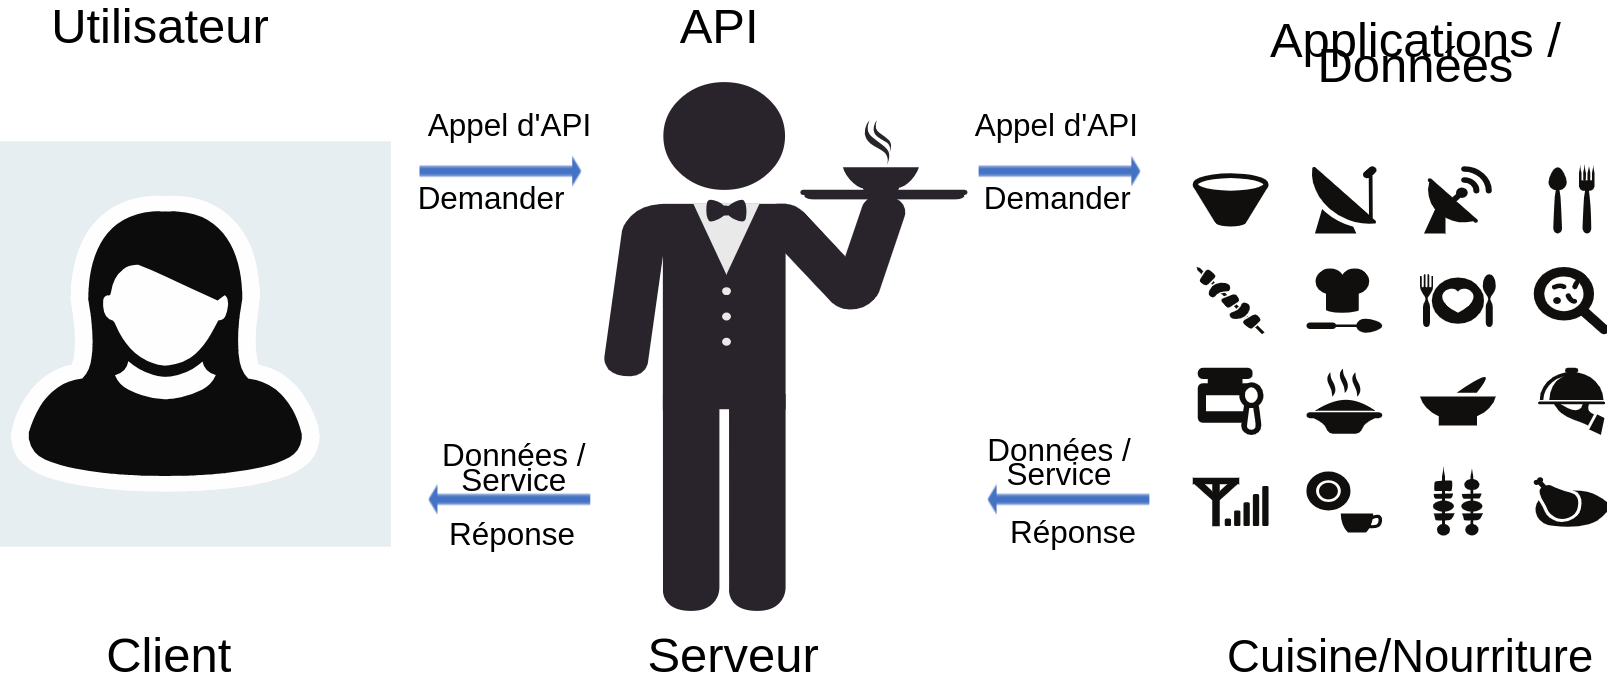 Utilisateur
API
Applications /
Données
Appel d'API
Demander
Appel d'API
Demander
Données /
Service
Réponse
Données /
Service
Réponse
Client
Serveur
Cuisine/Nourriture